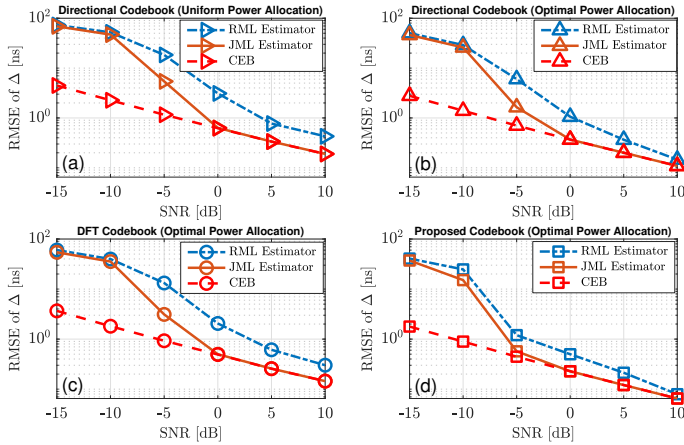 Directional Codebook (Uniform Power Allocation)
10^2
RML Estimator
JML Estimator
CEB
RMSE of Δ [ns]
10^0
(a)
-15 -10 -5 0 5 10
SNR [dB]
Directional Codebook (Optimal Power Allocation)
10^2
RML Estimator
JML Estimator
CEB
RMSE of Δ [ns]
10^0
(b)
-15 -10 -5 0 5 10
SNR [dB]
DFT Codebook (Optimal Power Allocation)
10^2
RML Estimator
JML Estimator
CEB
RMSE of Δ [ns]
10^0
(c)
-15 -10 -5 0 5 10
SNR [dB]
Proposed Codebook (Optimal Power Allocation)
10^2
RML Estimator
JML Estimator
CEB
RMSE of Δ [ns]
10^0
(d)
-15 -10 -5 0 5 10
SNR [dB]